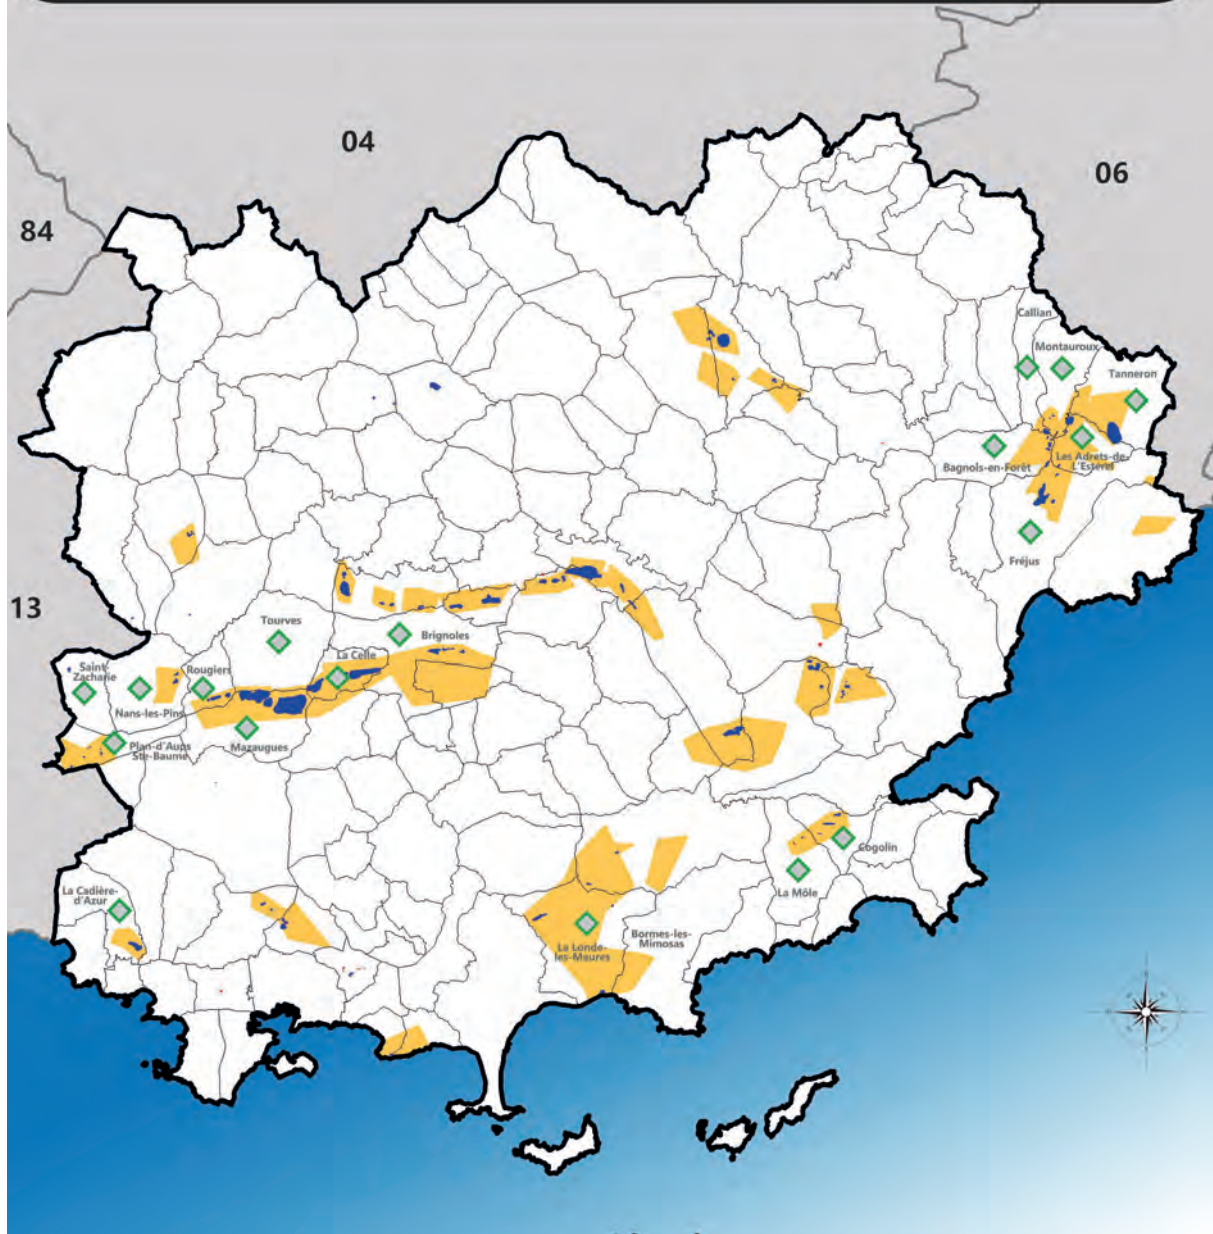 04
06
84
Callian
Montauroux
Tanneron
Bagnols-en-Forêt
Les Adrets-de-
L'Estérel
Fréjus
13
Tourves
Brignoles
La Celle
Saint-
Zacharie
Rougiers
Nans-les-Pins
Plan-d'Aups
Ste-Baume
Mazaugues
Cogolin
La Môle
La Cadière-
d'Azur
Bormes-les-
Mimosas
La Londe-
les-Maures